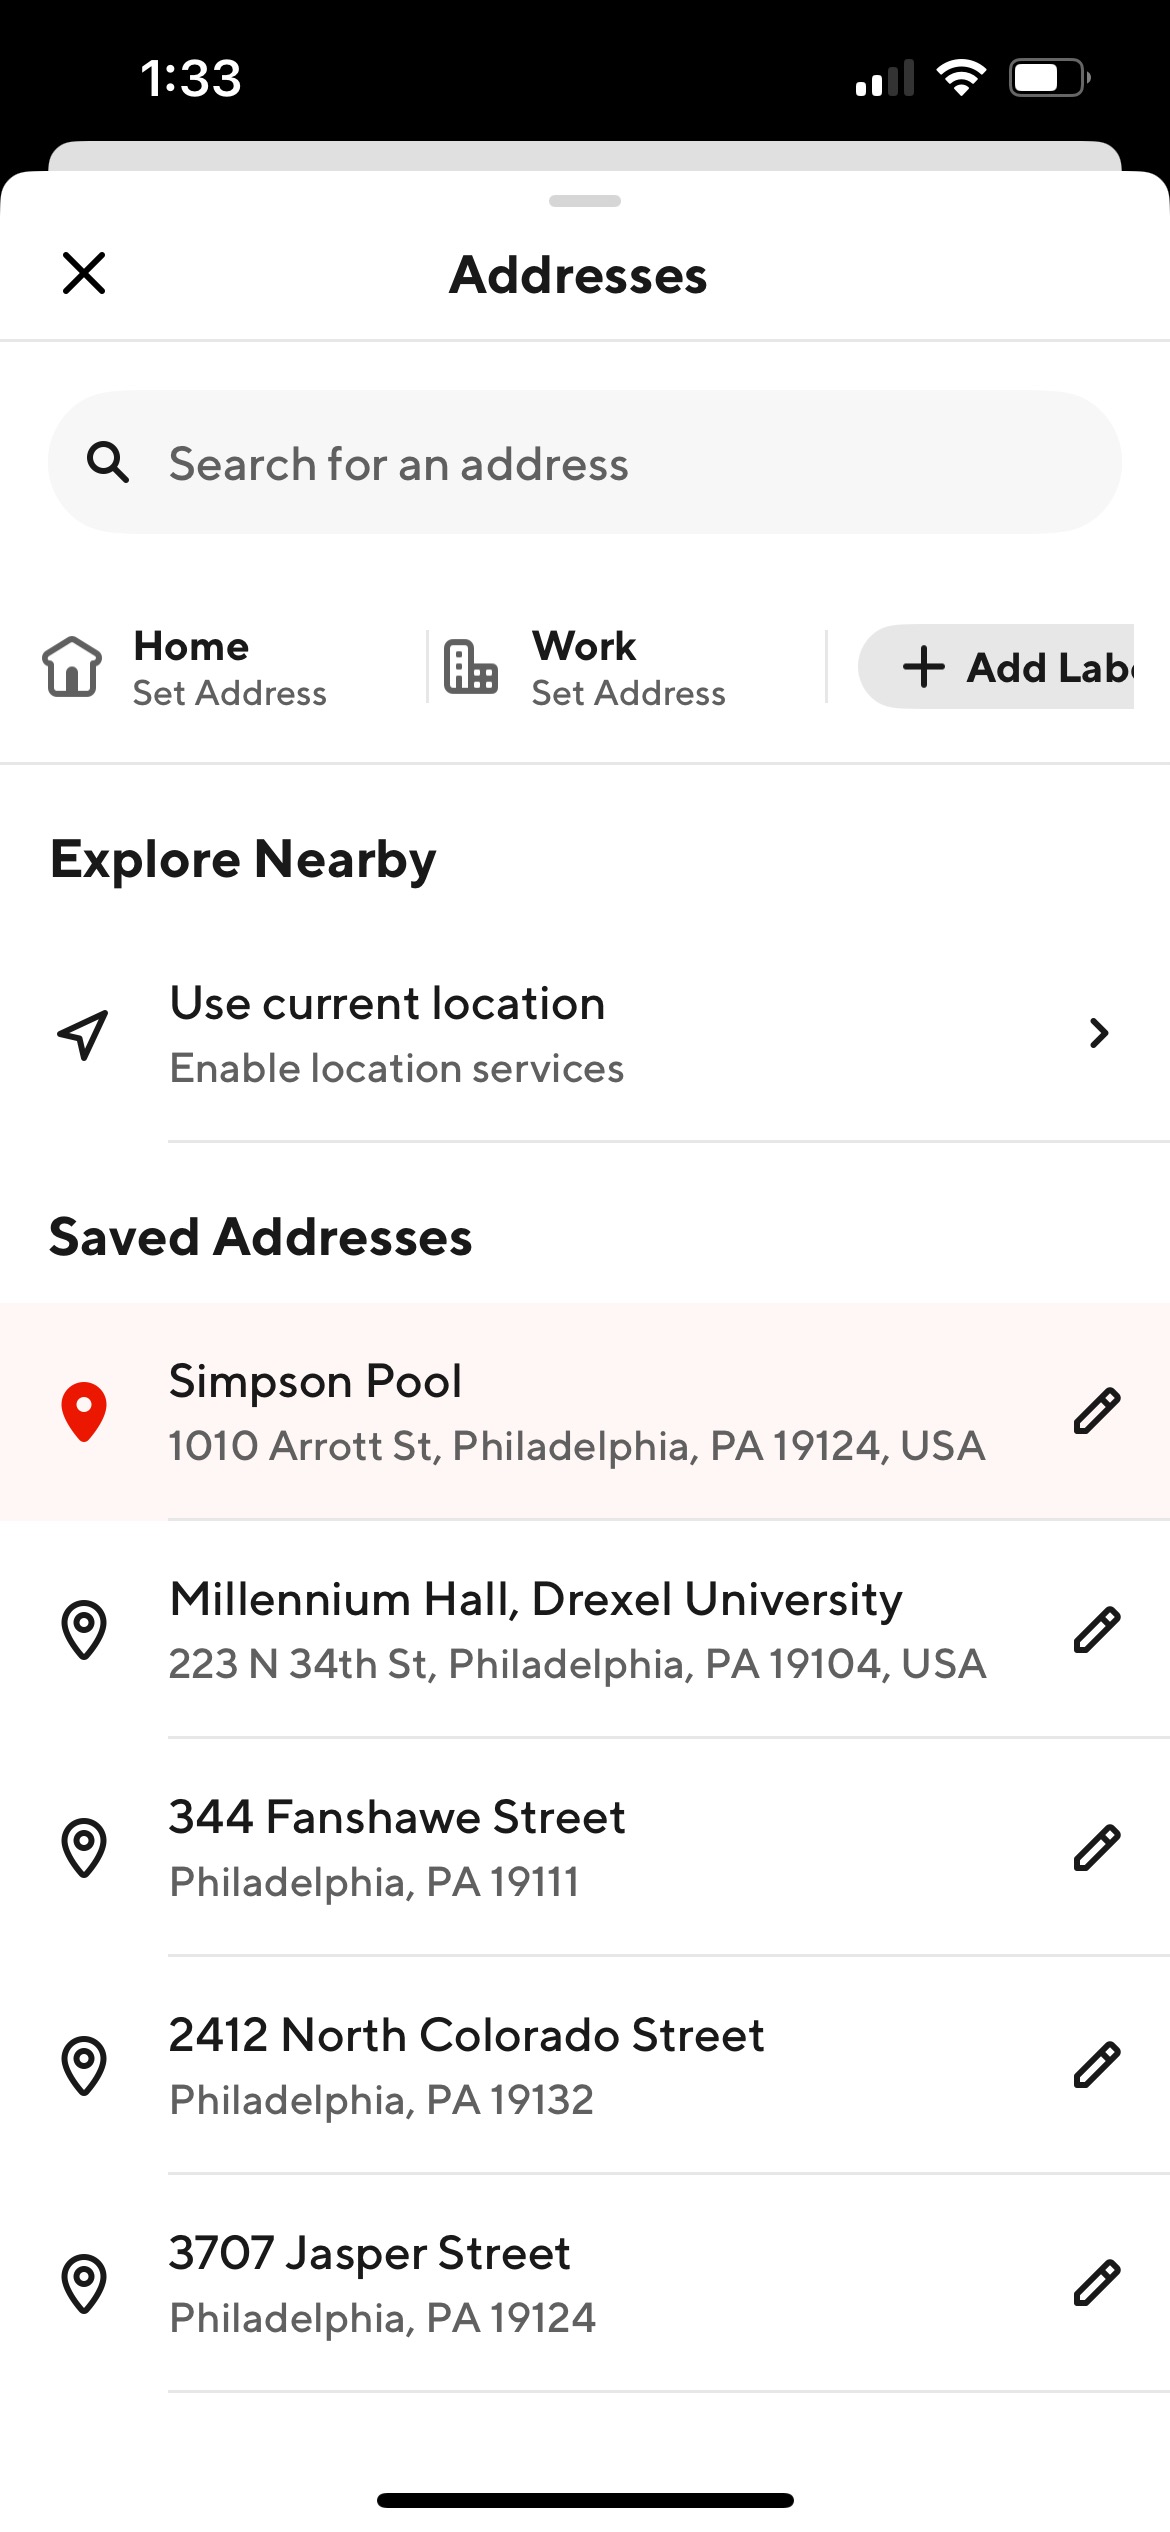 1:33
Addresses
Search for an address
Home
Set Address
Work
Set Address
Add Labe
Explore Nearby
Use current location
Enable location services
Saved Addresses
Simpson Pool
1010 Arrott St, Philadelphia, PA 19124, USA
Millennium Hall, Drexel University
223 N 34th St, Philadelphia, PA 19104, USA
344 Fanshawe Street
Philadelphia, PA 19111
2412 North Colorado Street
Philadelphia, PA 19132
3707 Jasper Street
Philadelphia, PA 19124